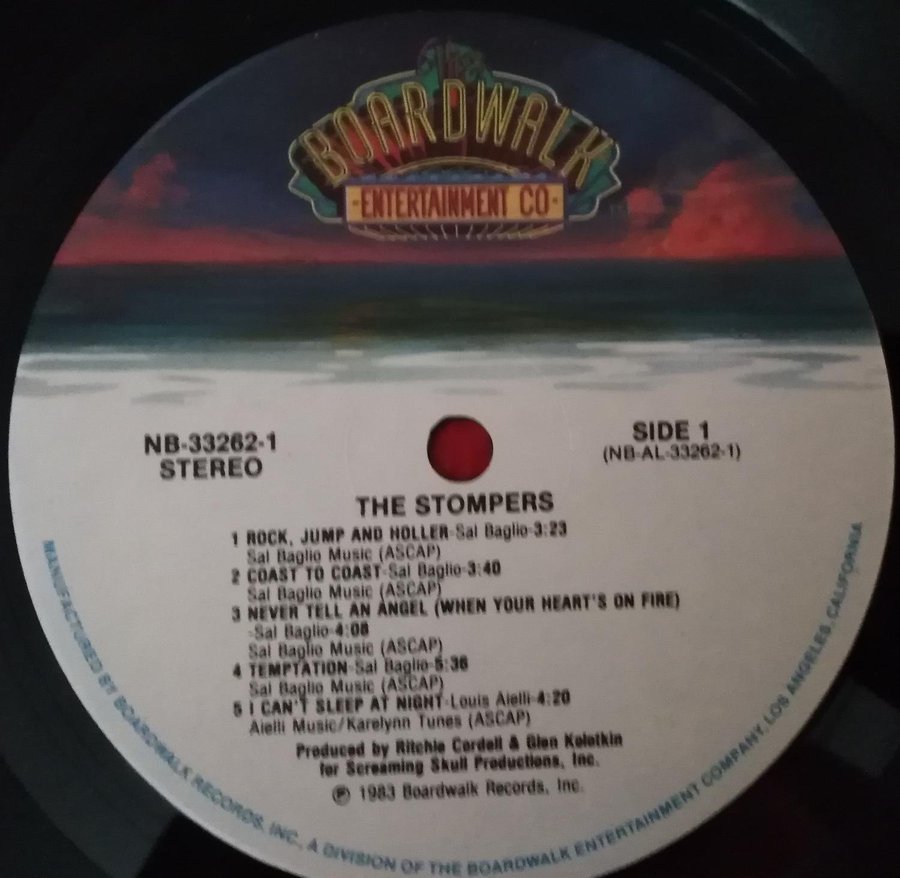 The
BOARDWALK
·ENTERTAINMENT CO·
NB-33262-1
STEREO
SIDE 1
(NB-AL-33262-1)
THE STOMPERS
1 ROCK, JUMP AND HOLLER-Sal Baglio-3:23
Sal Baglio Music (ASCAP)
2 COAST TO COAST-Sal Baglio-3:40
Sal Baglio Music (ASCAP)
3 NEVER TELL AN ANGEL (WHEN YOUR HEART'S ON FIRE)
-Sal Baglio-4:08
Sal Baglio Music (ASCAP)
4 TEMPTATION-Sal Baglio-5:36
Sal Baglio Music (ASCAP)
5 I CAN'T SLEEP AT NIGHT-Louis Aielli-4:20
Aielli Music/Karelynn Tunes (ASCAP)
Produced by Ritchie Cordell & Glen Kolotkin
for Screaming Skull Productions, Inc.
Ⓟ 1983 Boardwalk Records, Inc.
MANUFACTURED BY BOARDWALK RECORDS, INC., A DIVISION OF THE BOARDWALK ENTERTAINMENT COMPANY, LOS ANGELES, CALIFORNIA